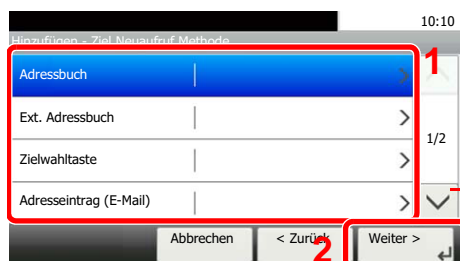 10:10
Hinzufügen - Ziel Neuaufruf Methode
Adressbuch
1
Ext. Adressbuch
1/2
Zielwahltaste
Adresseintrag (E-Mail)
Abbrechen
< Zurück
2
Weiter >